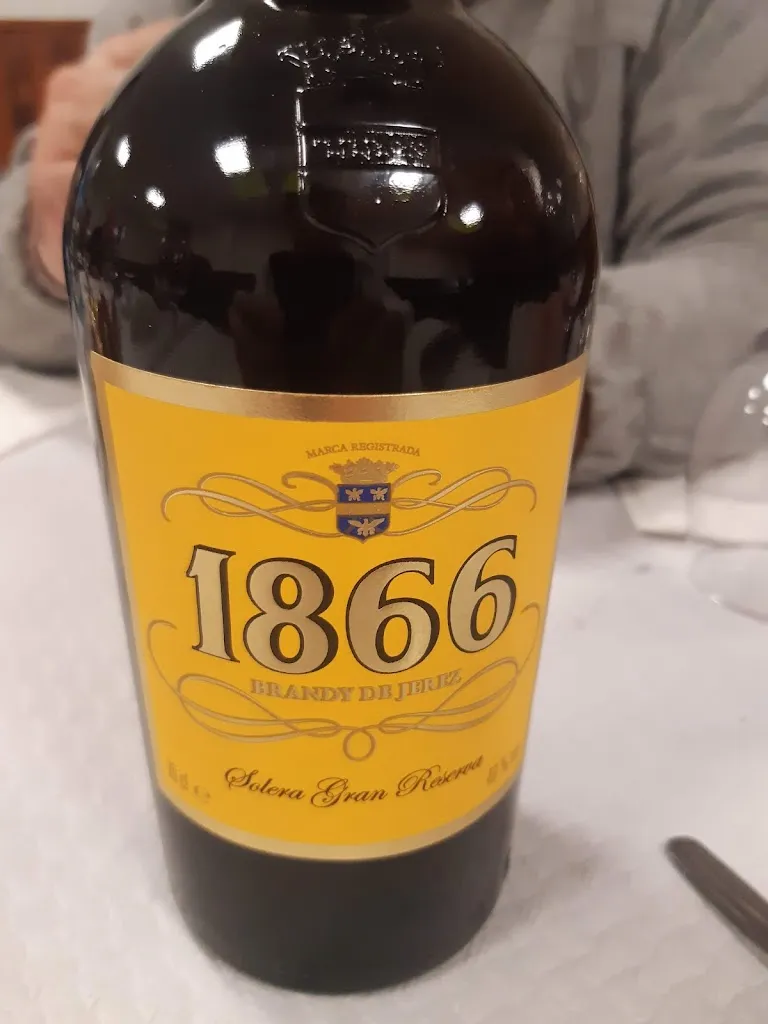 MARCA REGISTRADA
1866
BRANDY DE JEREZ
Solera Gran Reserva